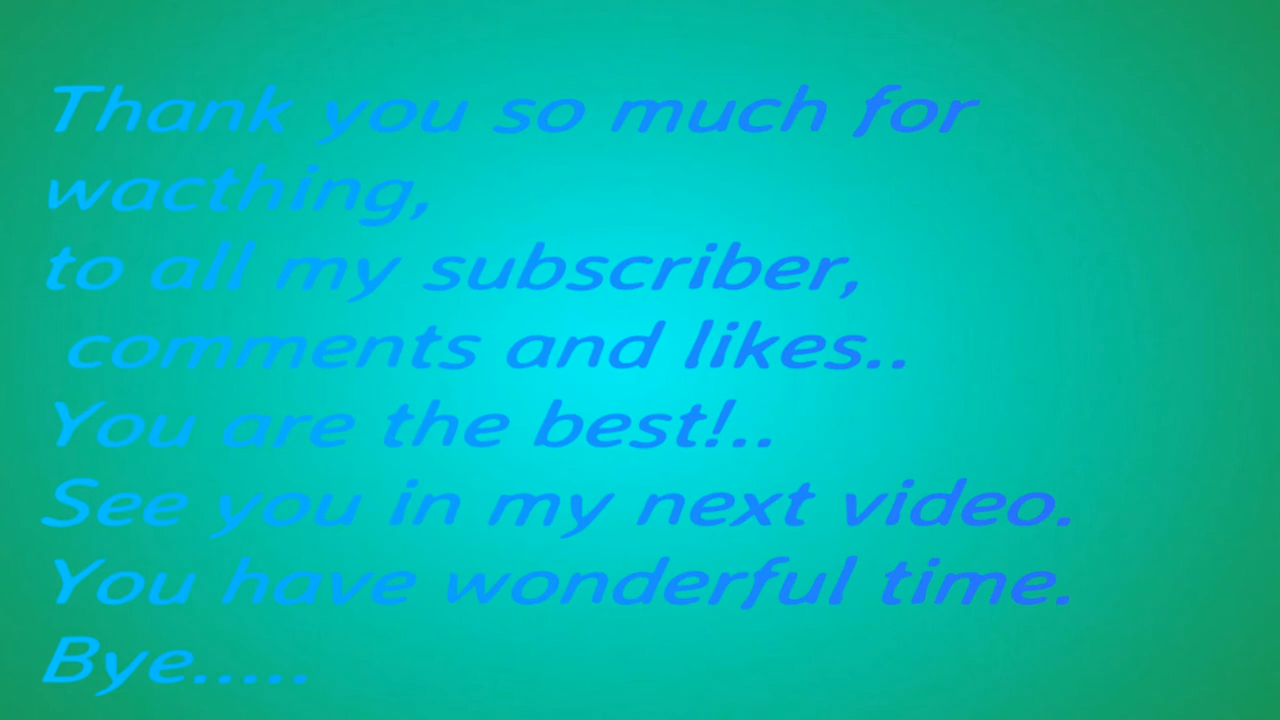 Thank you so much for
wacthing,
to all my subscriber,
comments and likes..
You are the best!..
See you in my next video.
You have wonderful time.
Bye.....